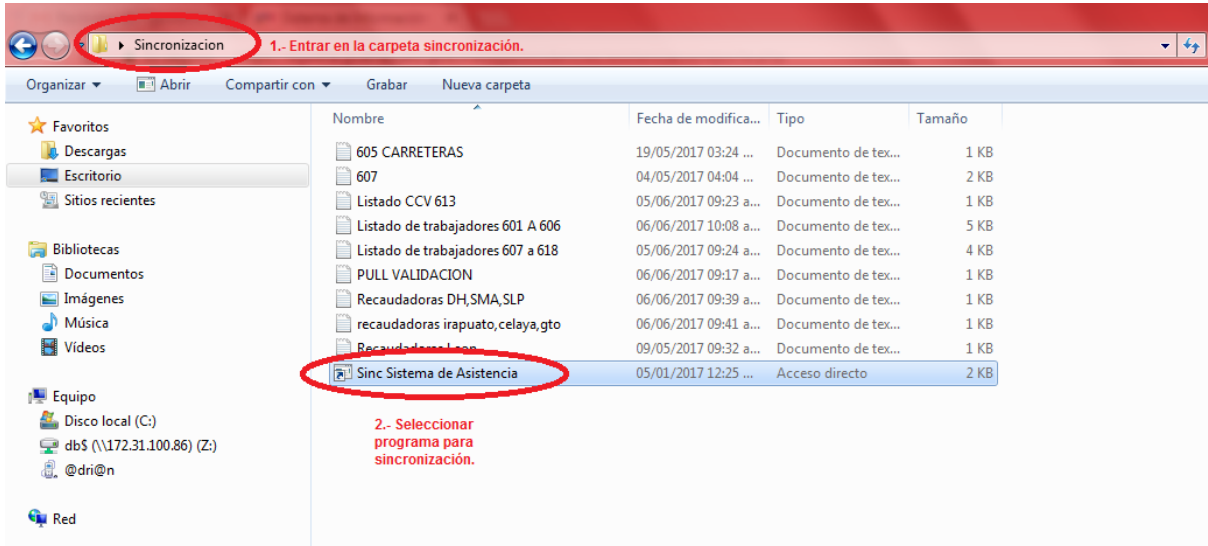 Sincronizacion
1.- Entrar en la carpeta sincronización.
Organizar Abrir Compartir con Grabar Nueva carpeta
Favoritos
Descargas
Escritorio
Sitios recientes
Bibliotecas
Documentos
Imágenes
Música
Vídeos
Equipo
Disco local (C:)
db$ (\\172.31.100.86) (Z:)
@dri@n
Red
Nombre Fecha de modifica... Tipo Tamaño
605 CARRETERAS 19/05/2017 03:24 ... Documento de tex... 1 KB
607 04/05/2017 04:04 ... Documento de tex... 2 KB
Listado CCV 613 05/06/2017 09:23 a... Documento de tex... 1 KB
Listado de trabajadores 601 A 606 06/06/2017 10:08 a... Documento de tex... 5 KB
Listado de trabajadores 607 a 618 05/06/2017 09:24 a... Documento de tex... 4 KB
PULL VALIDACION 06/06/2017 09:17 a... Documento de tex... 1 KB
Recaudadoras DH,SMA,SLP 06/06/2017 09:39 a... Documento de tex... 1 KB
recaudadoras irapuato,celaya,gto 06/06/2017 09:41 a... Documento de tex... 1 KB
Recaudadoras Leon 09/05/2017 09:32 a... Documento de tex... 1 KB
Sinc Sistema de Asistencia 05/01/2017 12:25 ... Acceso directo 2 KB
2.- Seleccionar
programa para
sincronización.